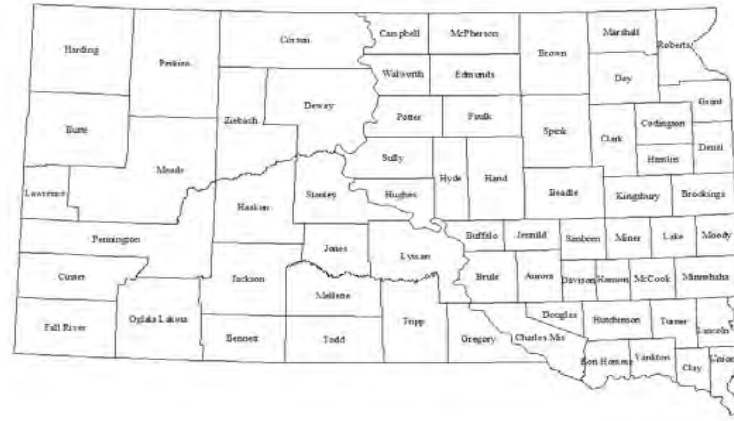 Harding
Perkins
Corson
Campbell
McPherson
Brown
Marshall
Roberts
Walworth
Edmunds
Day
Dewey
Ziebach
Grant
Butte
Potter
Faulk
Spink
Codington
Clark
Deuel
Hamlin
Meade
Sully
Hyde
Hand
Lawrence
Stanley
Hughes
Beadle
Kingsbury
Brookings
Haakon
Pennington
Jones
Lyman
Buffalo
Jerauld
Sanborn
Miner
Lake
Moody
Custer
Jackson
Brule
Aurora
Davison
Hanson
McCook
Minnehaha
Mellette
Fall River
Oglala Lakota
Tripp
Douglas
Hutchinson
Turner
Lincoln
Bennett
Todd
Gregory
Charles Mix
Bon Homme
Yankton
Clay
Union